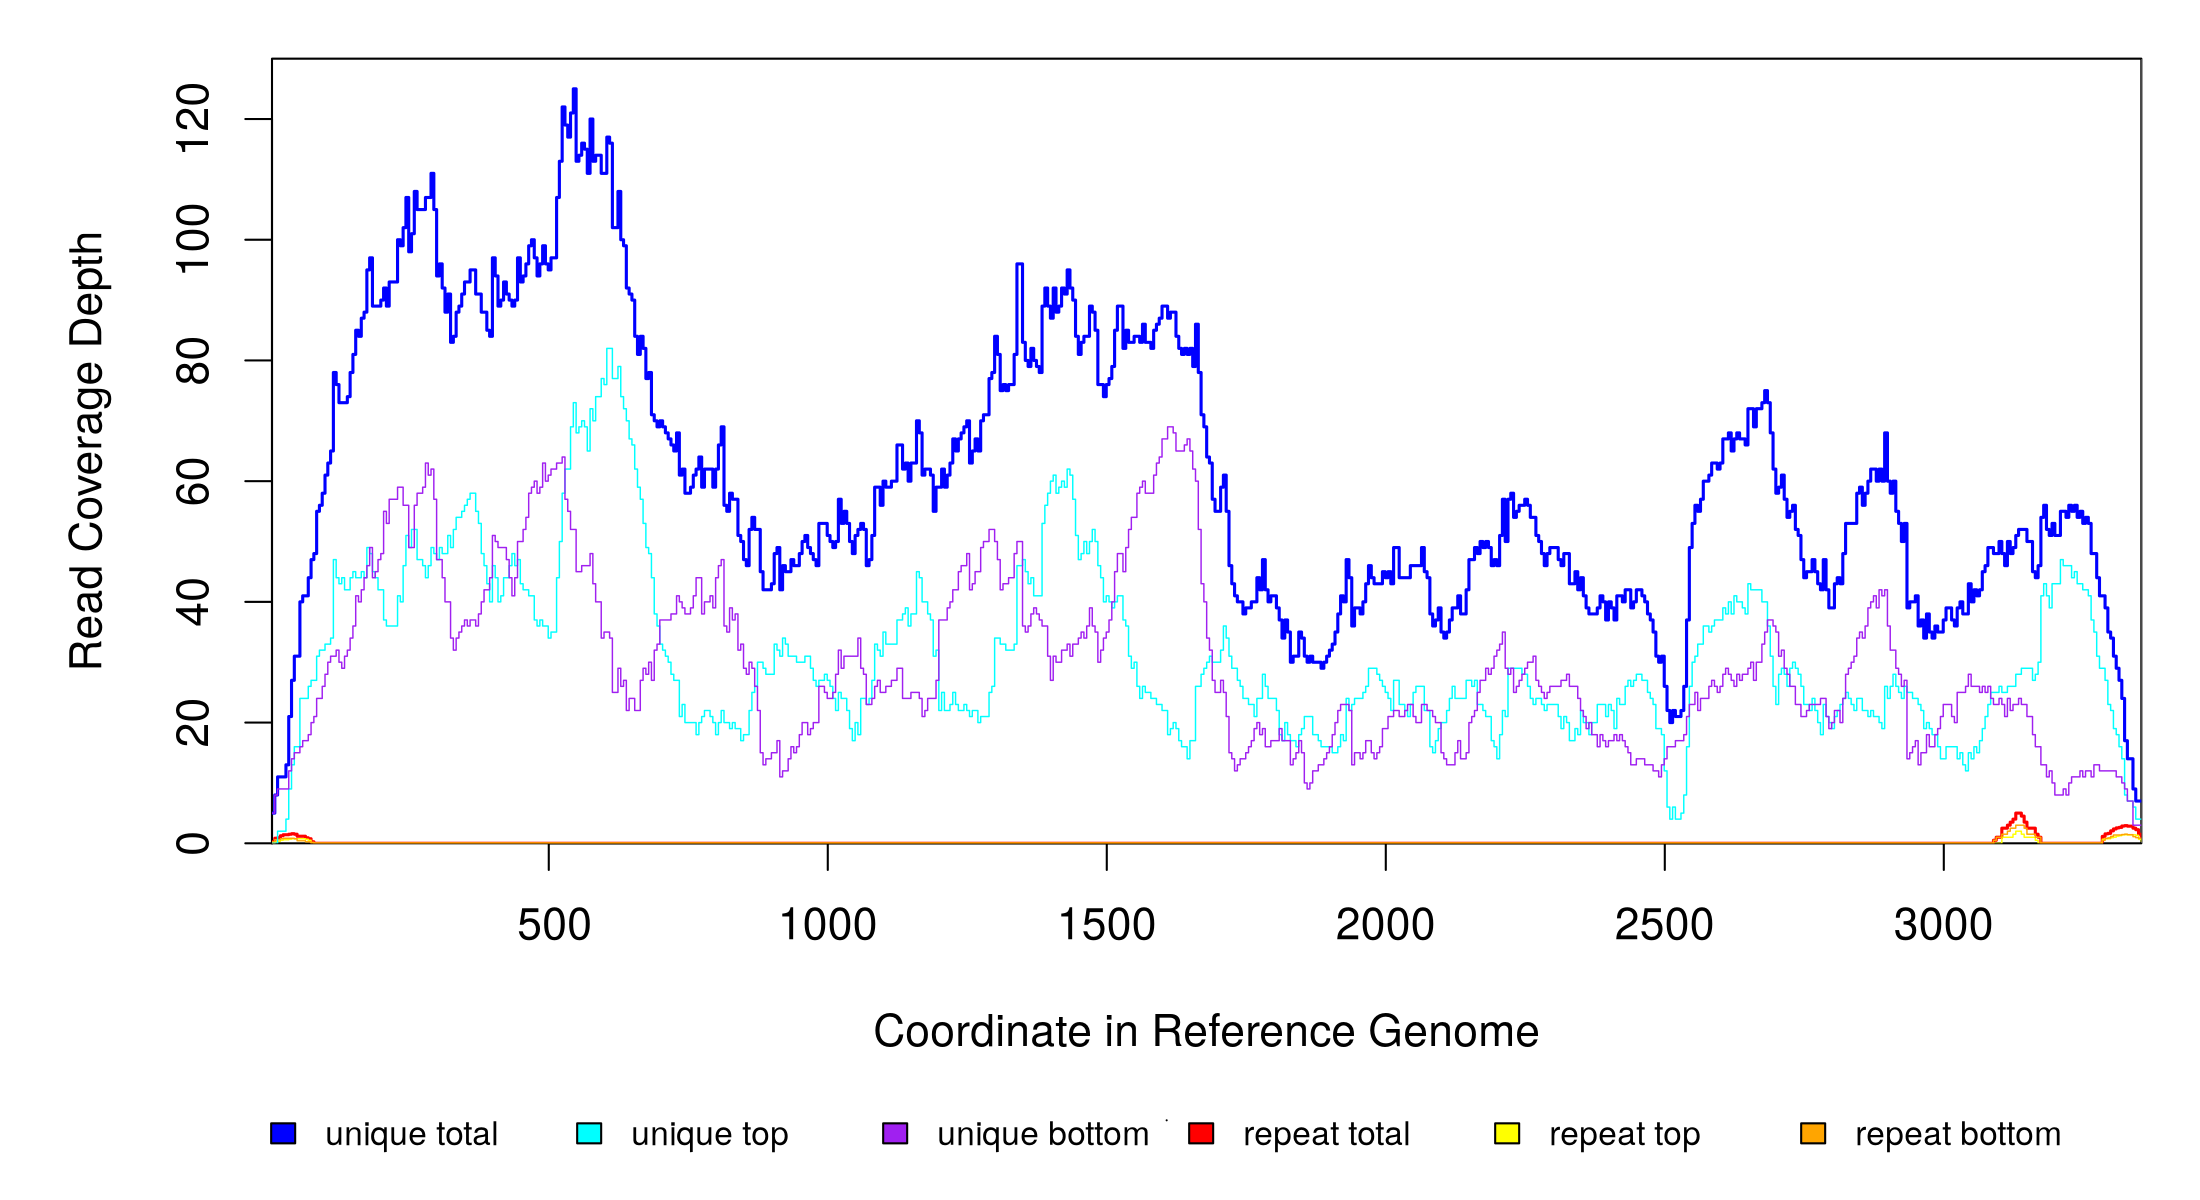 Read Coverage Depth
120
100
80
60
40
20
0
500 1000 1500 2000 2500 3000
Coordinate in Reference Genome
unique total unique top unique bottom repeat total repeat top repeat bottom